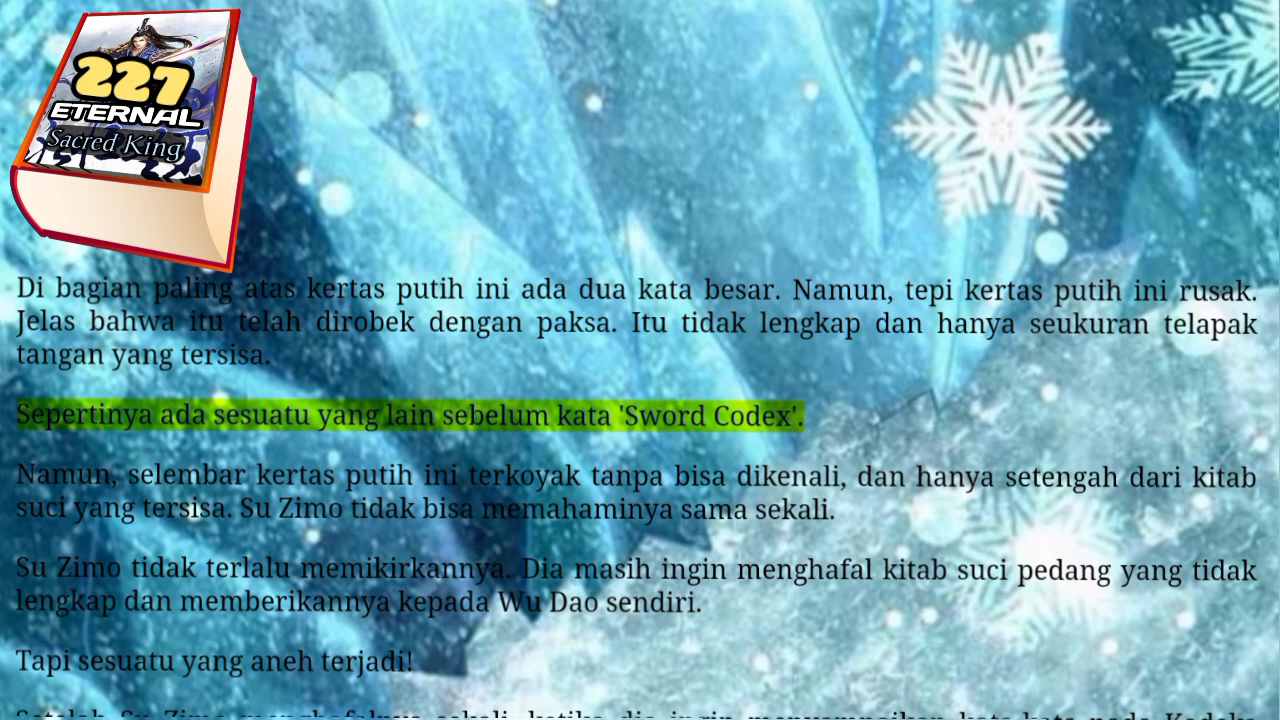 227
ETERNAL
Sacred King
Di bagian paling atas kertas putih ini ada dua kata besar. Namun, tepi kertas putih ini rusak.
Jelas bahwa itu telah dirobek dengan paksa. Itu tidak lengkap dan hanya seukuran telapak
tangan yang tersisa.
Sepertinya ada sesuatu yang lain sebelum kata 'Sword Codex'.
Namun, selembar kertas putih ini terkoyak tanpa bisa dikenali, dan hanya setengah dari kitab
suci yang tersisa. Su Zimo tidak bisa memahaminya sama sekali.
Su Zimo tidak terlalu memikirkannya. Dia masih ingin menghafal kitab suci pedang yang tidak
lengkap dan memberikannya kepada Wu Dao sendiri.
Tapi sesuatu yang aneh terjadi!